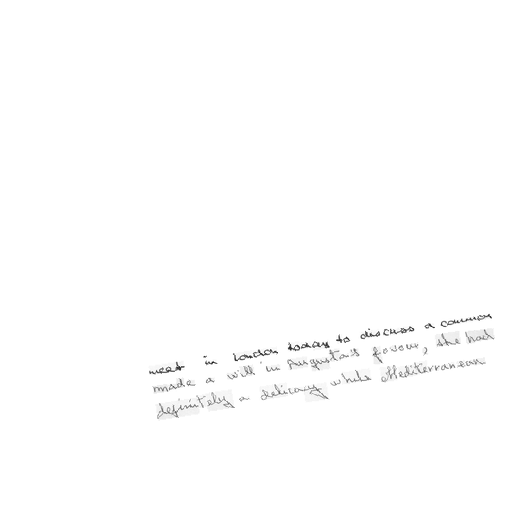 meet in London today to discuss a common
made a will in Augusta's favour, she had
definitely a delicacy while Mediterranean